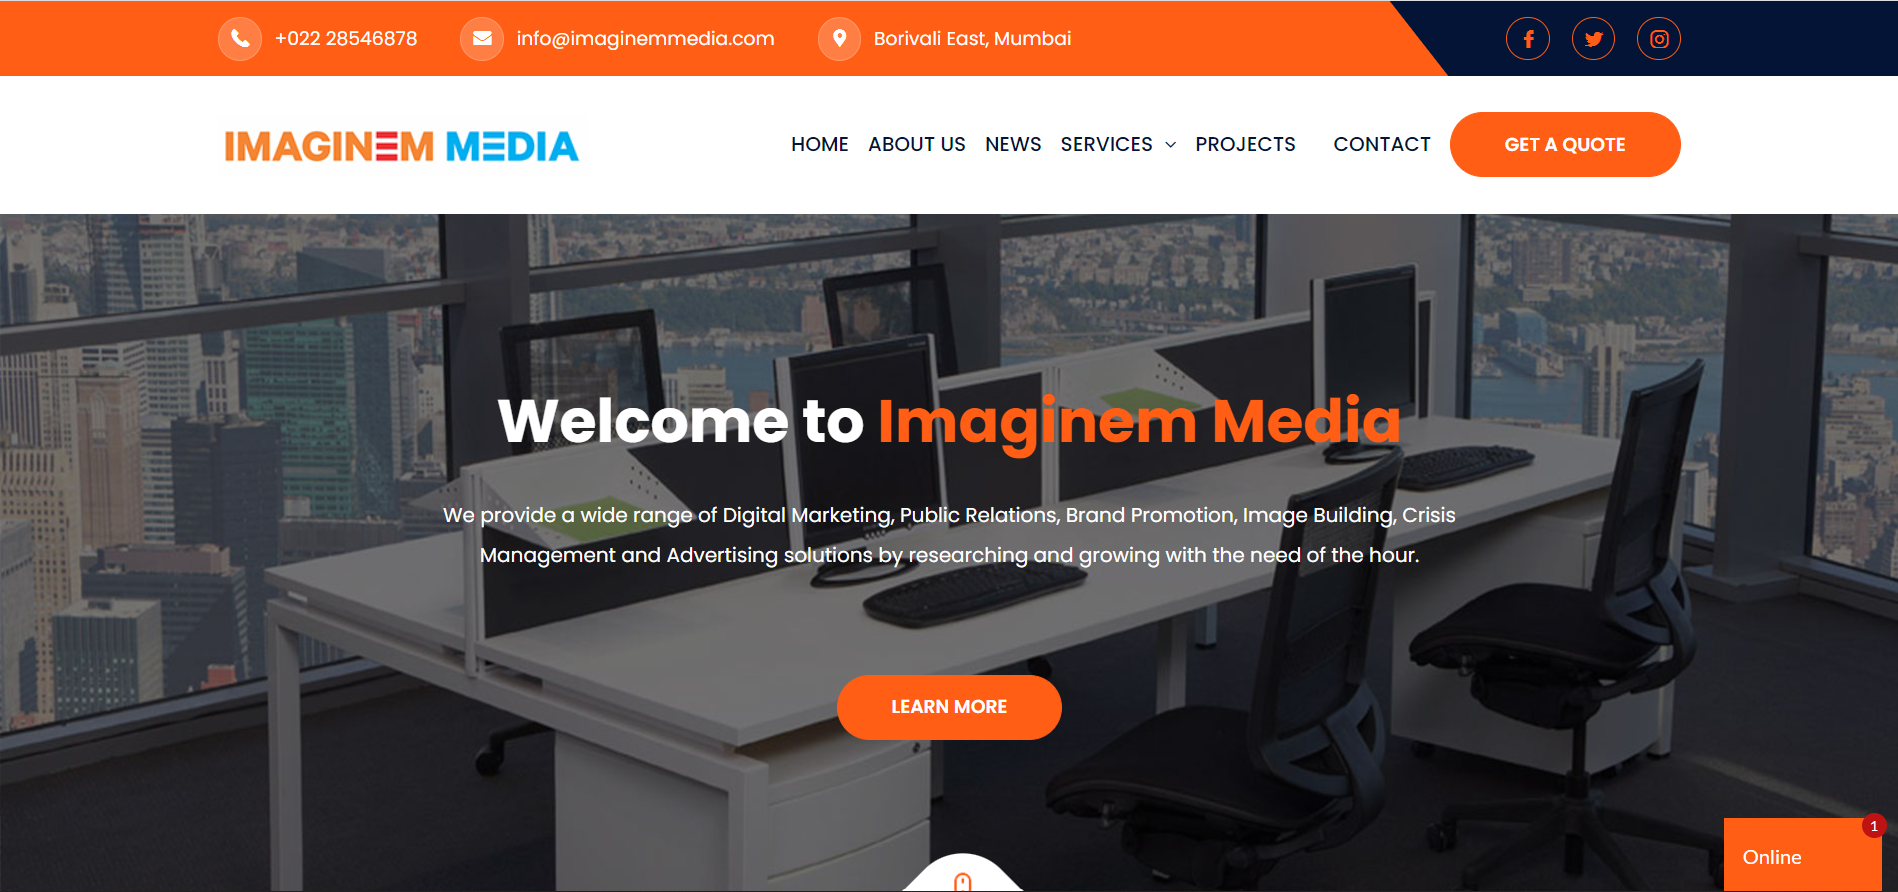 +022 28546878
info@imaginemmedia.com
Borivali East, Mumbai
IMAGINEM MEDIA
HOME
ABOUT US
NEWS
SERVICES
PROJECTS
CONTACT
GET A QUOTE
Welcome to Imaginem Media
We provide a wide range of Digital Marketing, Public Relations, Brand Promotion, Image Building, Crisis
Management and Advertising solutions by researching and growing with the need of the hour.
LEARN MORE
1
Online